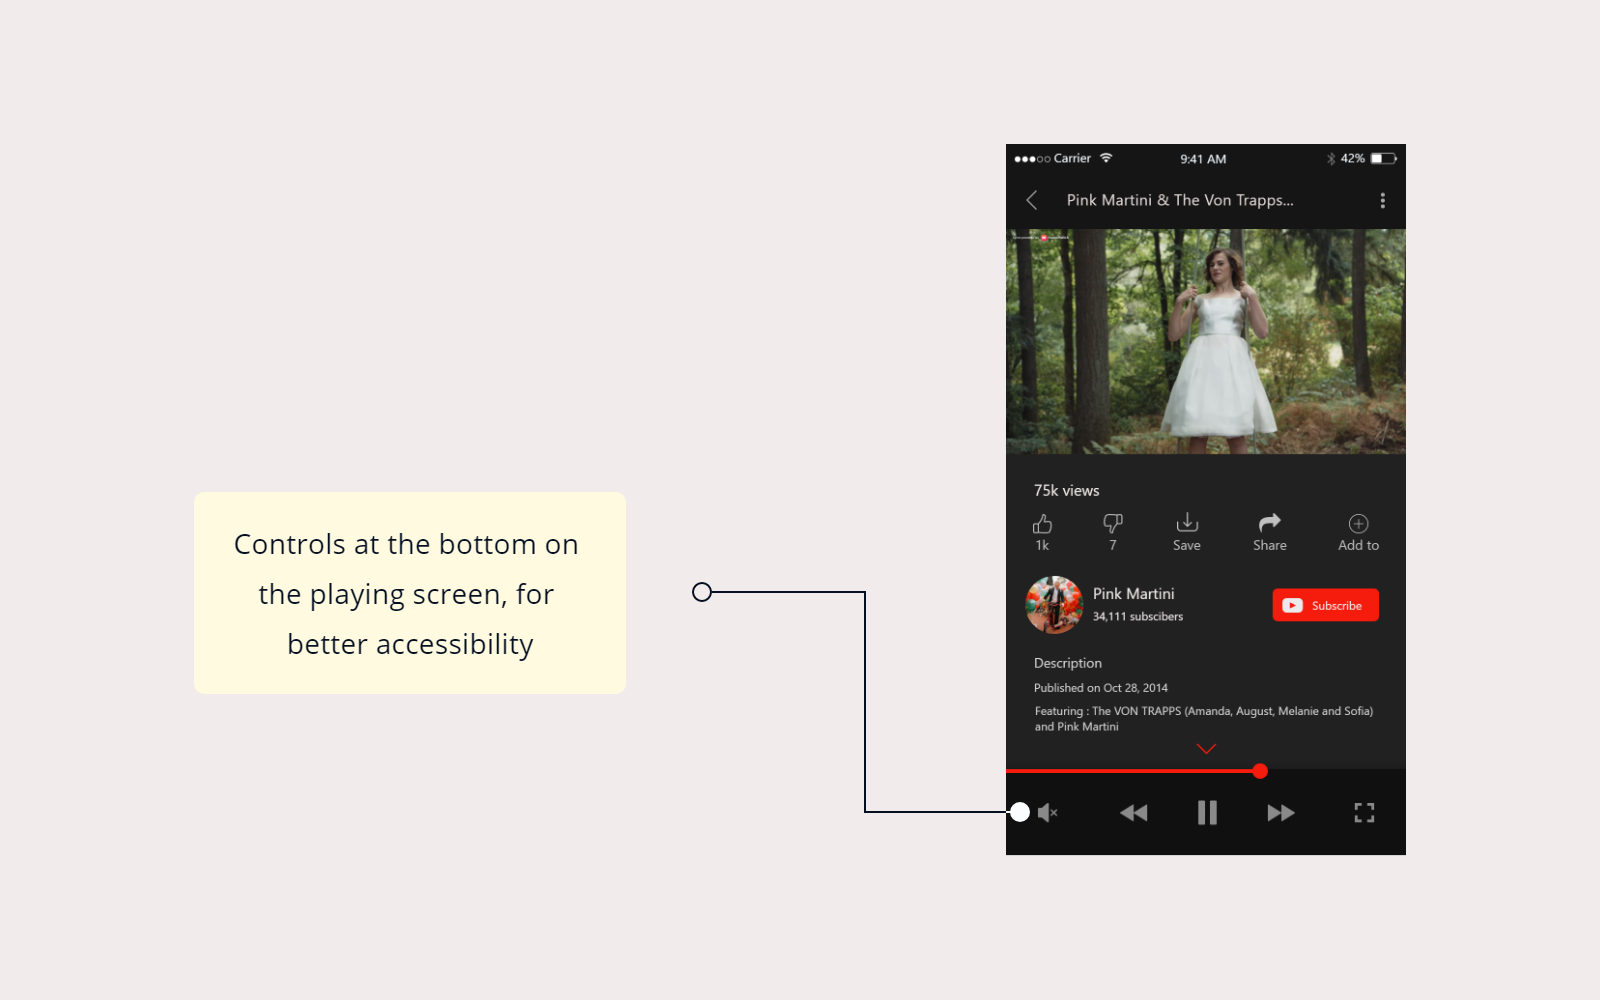 Controls at the bottom on
the playing screen, for
better accessibility
Carrier
9:41 AM
42%
Pink Martini & The Von Trapps...
75k views
1k
7
Save
Share
Add to
Pink Martini
34,111 subscibers
Subscribe
Description
Published on Oct 28, 2014
Featuring : The VON TRAPPS (Amanda, August, Melanie and Sofia)
and Pink Martini